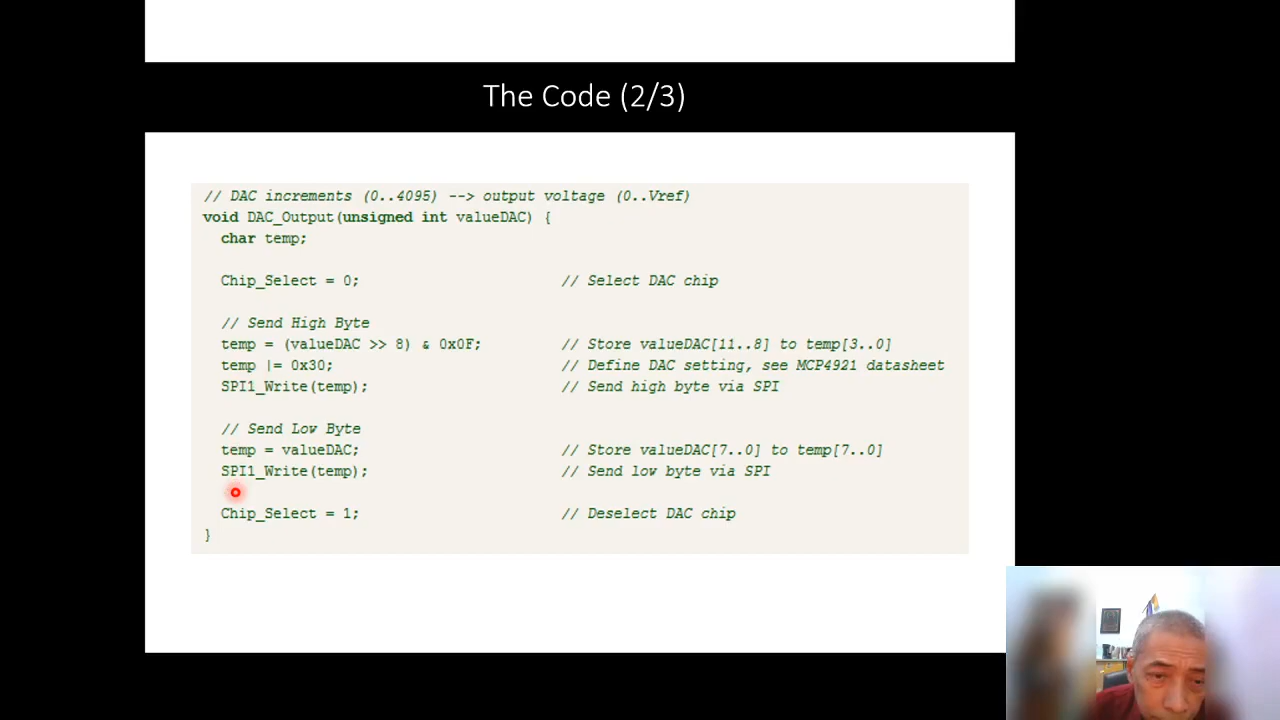 The Code (2/3)
// DAC increments (0..4095) --> output voltage (0..Vref)
void DAC_Output(unsigned int valueDAC) {
char temp;
Chip_Select = 0; // Select DAC chip
// Send High Byte
temp = (valueDAC >> 8) & 0x0F; // Store valueDAC[11..8] to temp[3..0]
temp |= 0x30; // Define DAC setting, see MCP4921 datasheet
SPI1_Write(temp); // Send high byte via SPI
// Send Low Byte
temp = valueDAC; // Store valueDAC[7..0] to temp[7..0]
SPI1_Write(temp); // Send low byte via SPI
Chip_Select = 1; // Deselect DAC chip
}